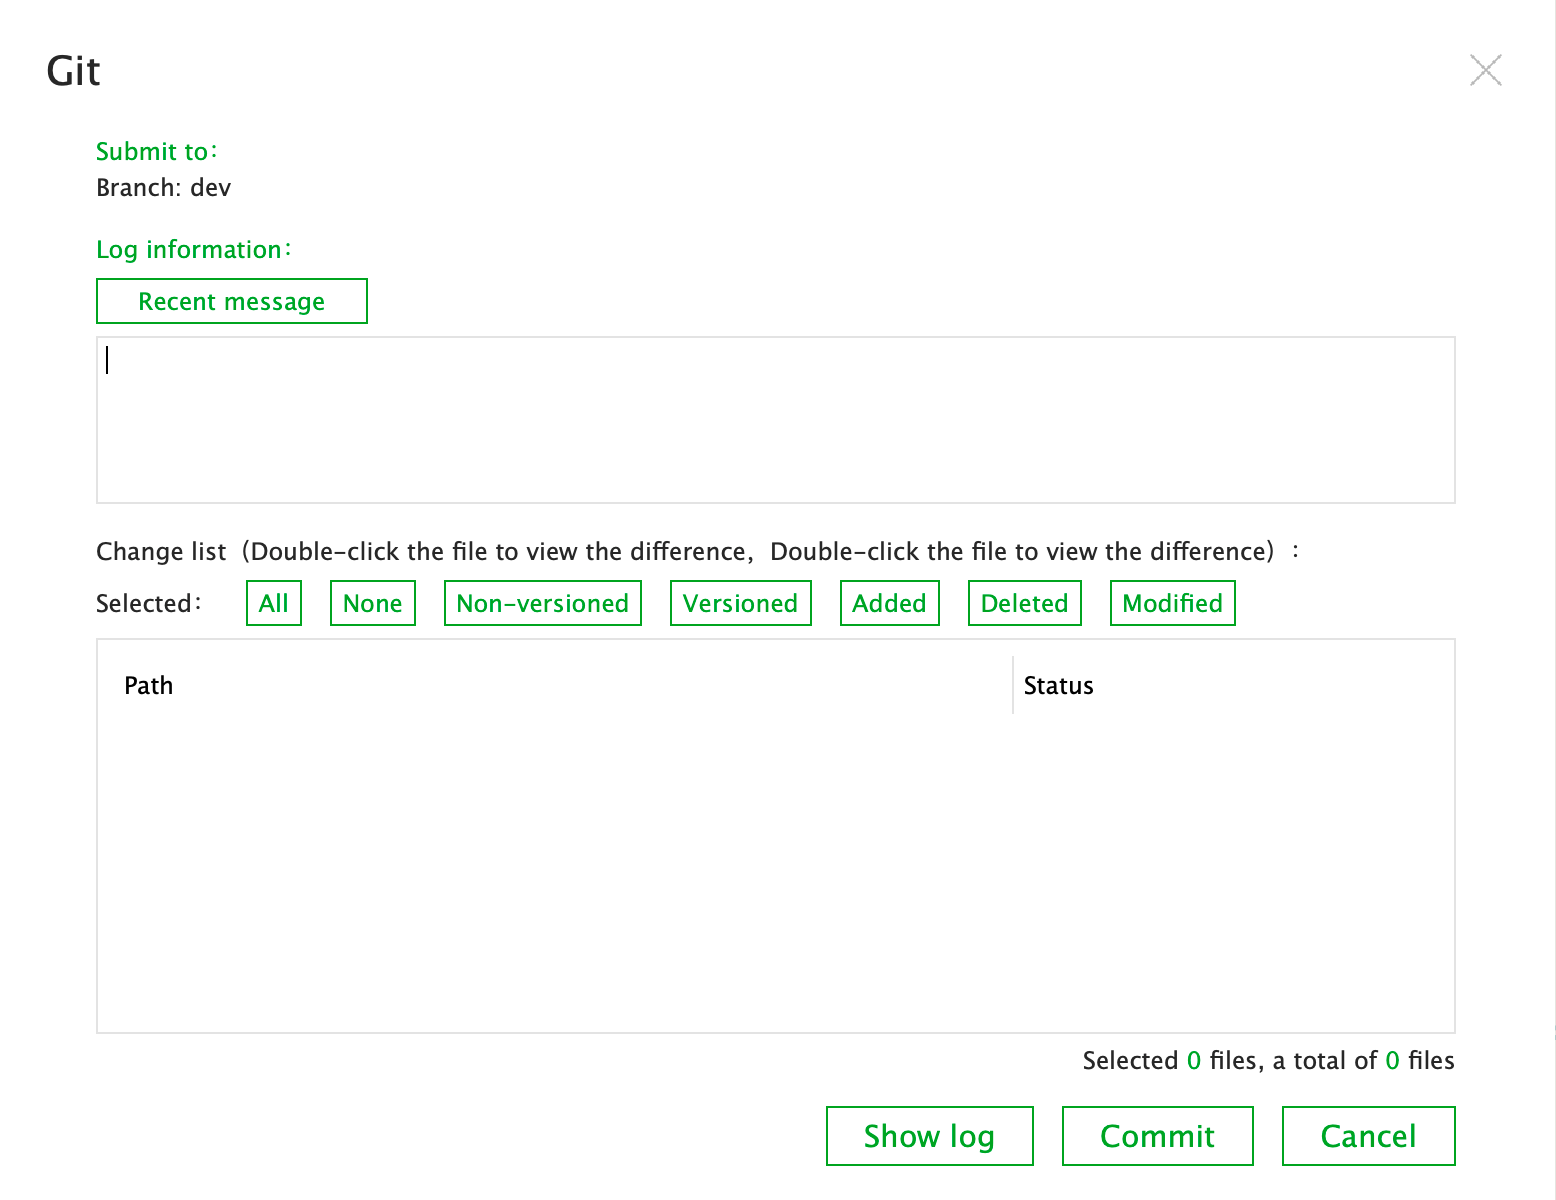 Git
Submit to：
Branch: dev
Log information：
Recent message
Change list（Double-click the file to view the difference，Double-click the file to view the difference）：
Selected： All None Non-versioned Versioned Added Deleted Modified
Path Status
Selected 0 files, a total of 0 files
Show log Commit Cancel